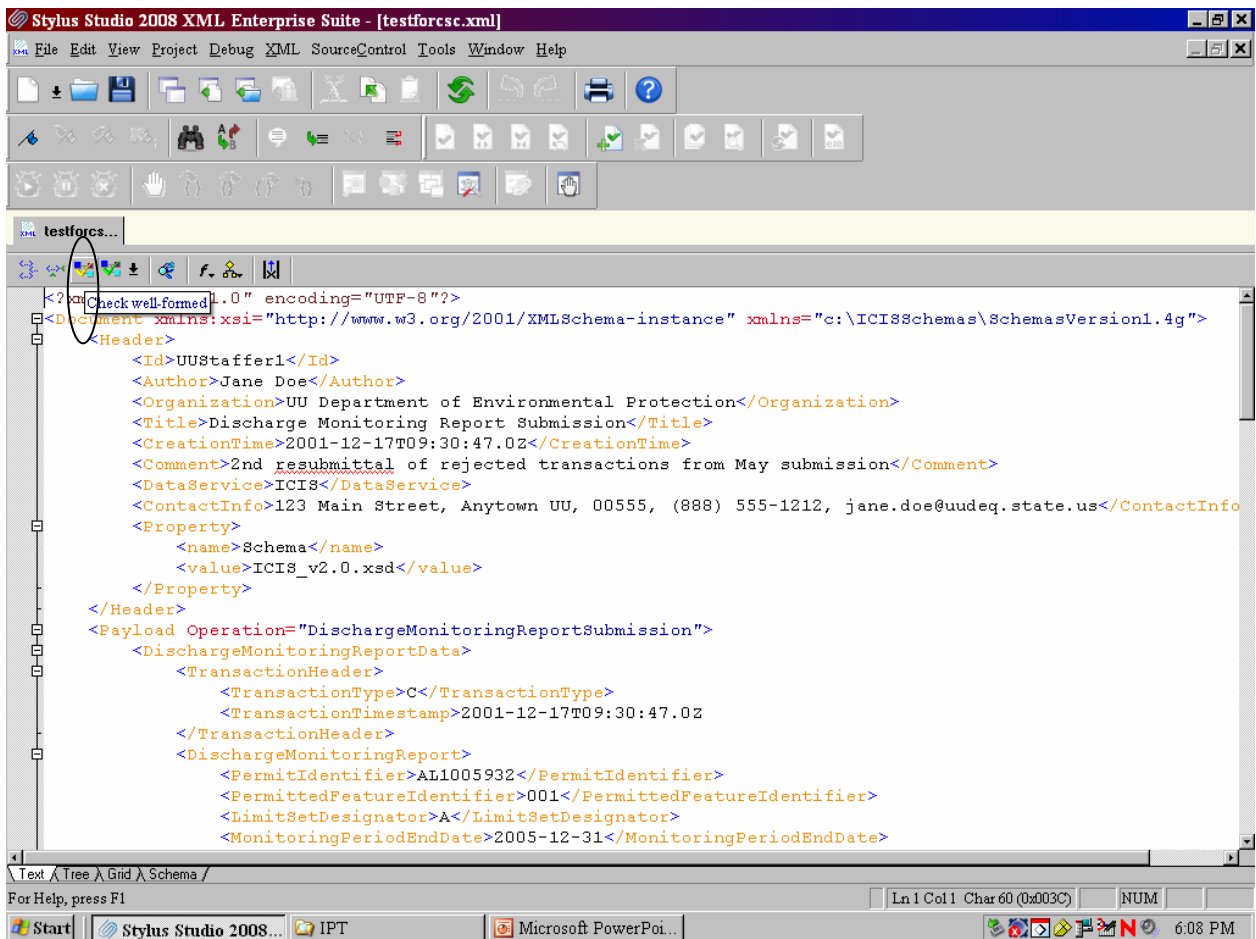 Stylus Studio 2008 XML Enterprise Suite - [testforcsc.xml]
File Edit View Project Debug XML SourceControl Tools Window Help
testforcs...
Check well-formed
<?xm 1.0" encoding="UTF-8"?>
<Document xmlns:xsi="http://www.w3.org/2001/XMLSchema-instance" xmlns="c:\ICISSchemas\SchemasVersion1.4g">
<Header>
<Id>UUStaffer1</Id>
<Author>Jane Doe</Author>
<Organization>UU Department of Environmental Protection</Organization>
<Title>Discharge Monitoring Report Submission</Title>
<CreationTime>2001-12-17T09:30:47.0Z</CreationTime>
<Comment>2nd resubmittal of rejected transactions from May submission</Comment>
<DataService>ICIS</DataService>
<ContactInfo>123 Main Street, Anytown UU, 00555, (888) 555-1212, jane.doe@uudeq.state.us</ContactInfo
<Property>
<name>Schema</name>
<value>ICIS_v2.0.xsd</value>
</Property>
</Header>
<Payload Operation="DischargeMonitoringReportSubmission">
<DischargeMonitoringReportData>
<TransactionHeader>
<TransactionType>C</TransactionType>
<TransactionTimestamp>2001-12-17T09:30:47.0Z
</TransactionHeader>
<DischargeMonitoringReport>
<PermitIdentifier>AL1005932</PermitIdentifier>
<PermittedFeatureIdentifier>001</PermittedFeatureIdentifier>
<LimitSetDesignator>A</LimitSetDesignator>
<MonitoringPeriodEndDate>2005-12-31</MonitoringPeriodEndDate>
Text Tree Grid Schema
For Help, press F1
Ln 1 Col 1 Char 60 (0x003C) NUM
Start Stylus Studio 2008... IPT Microsoft PowerPoi... 6:08 PM